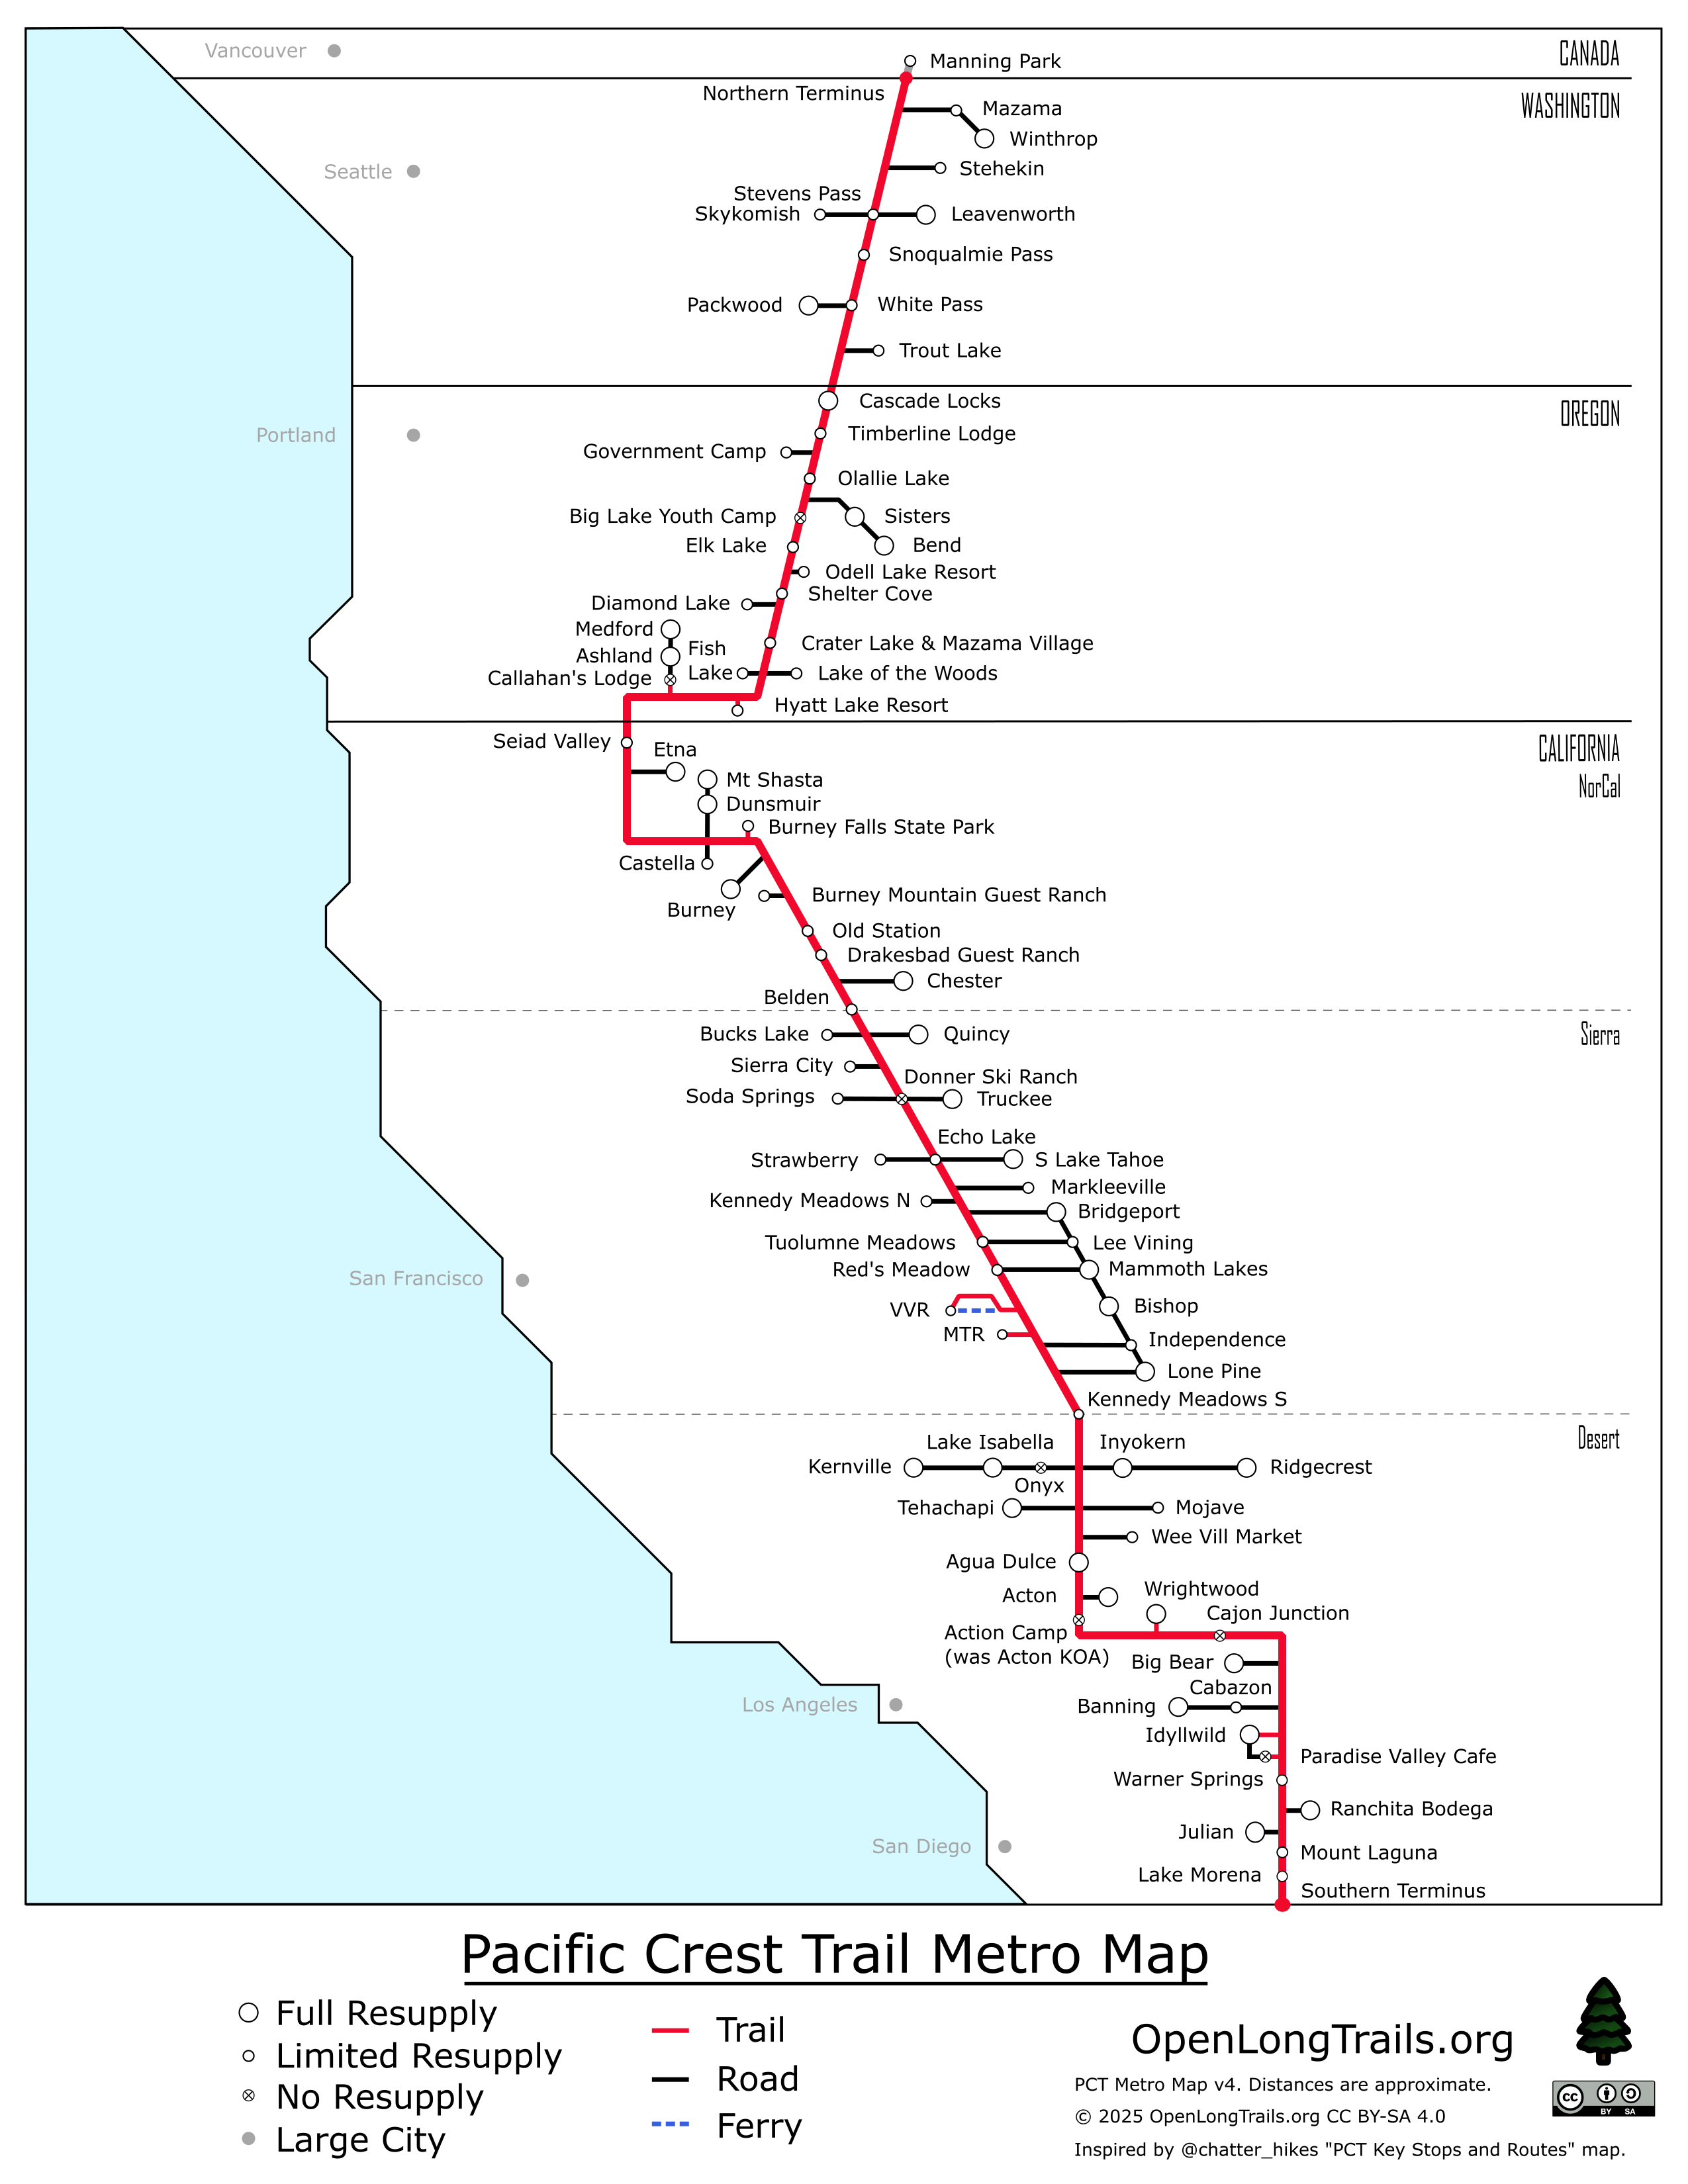 Vancouver
Manning Park
CANADA
Northern Terminus
WASHINGTON
Mazama
Winthrop
Seattle
Stehekin
Stevens Pass
Skykomish
Leavenworth
Snoqualmie Pass
Packwood
White Pass
Trout Lake
Cascade Locks
OREGON
Portland
Timberline Lodge
Government Camp
Olallie Lake
Big Lake Youth Camp
Sisters
Elk Lake
Bend
Odell Lake Resort
Shelter Cove
Diamond Lake
Medford
Crater Lake & Mazama Village
Ashland
Fish
Lake
Lake of the Woods
Callahan's Lodge
Hyatt Lake Resort
Seiad Valley
CALIFORNIA
NorCal
Etna
Mt Shasta
Dunsmuir
Burney Falls State Park
Castella
Burney
Burney Mountain Guest Ranch
Old Station
Drakesbad Guest Ranch
Chester
Belden
Sierra
Bucks Lake
Quincy
Sierra City
Donner Ski Ranch
Soda Springs
Truckee
Echo Lake
Strawberry
S Lake Tahoe
Markleeville
Kennedy Meadows N
Bridgeport
Tuolumne Meadows
Lee Vining
Red's Meadow
Mammoth Lakes
San Francisco
VVR
Bishop
MTR
Independence
Lone Pine
Kennedy Meadows S
Desert
Lake Isabella
Inyokern
Kernville
Ridgecrest
Onyx
Tehachapi
Mojave
Wee Vill Market
Agua Dulce
Acton
Wrightwood
Cajon Junction
Action Camp
(was Acton KOA)
Big Bear
Cabazon
Los Angeles
Banning
Idyllwild
Paradise Valley Cafe
Warner Springs
Ranchita Bodega
Julian
San Diego
Mount Laguna
Lake Morena
Southern Terminus
Pacific Crest Trail Metro Map
Full Resupply
Limited Resupply
No Resupply
Large City
Trail
Road
Ferry
OpenLongTrails.org
PCT Metro Map v4. Distances are approximate.
© 2025 OpenLongTrails.org CC BY-SA 4.0
Inspired by @chatter_hikes "PCT Key Stops and Routes" map.
cc
BY SA